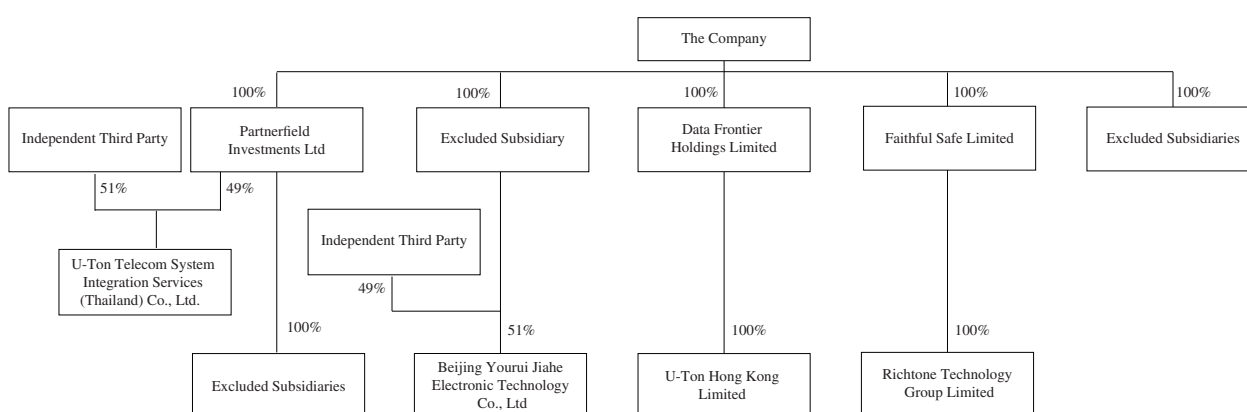 The Company
100%
100%
100%
100%
100%
Independent Third Party
Partnerfield
Investments Ltd
Excluded Subsidiary
Data Frontier
Holdings Limited
Faithful Safe Limited
Excluded Subsidiaries
51%
49%
Independent Third Party
U-Ton Telecom System
Integration Services
(Thailand) Co., Ltd.
49%
100%
51%
100%
100%
Excluded Subsidiaries
Beijing Yourui Jiahe
Electronic Technology
Co., Ltd
U-Ton Hong Kong
Limited
Richtone Technology
Group Limited